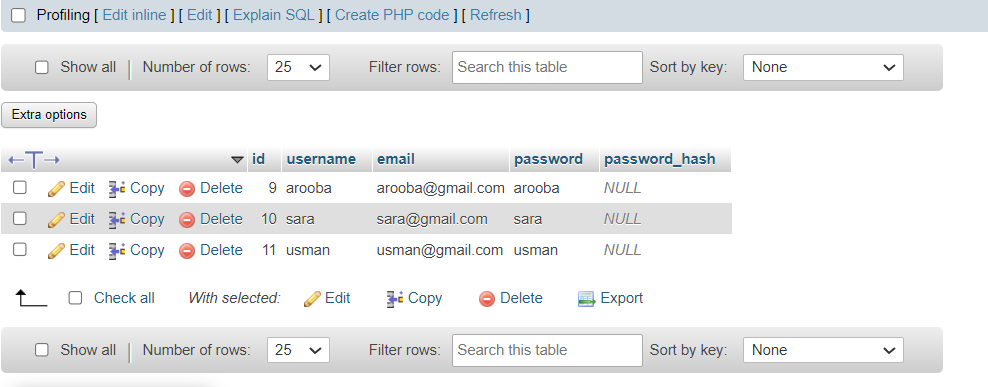 Profiling [ Edit inline ] [ Edit ] [ Explain SQL ] [ Create PHP code ] [ Refresh ]
Show all | Number of rows: 25 Filter rows: Search this table Sort by key: None
Extra options
id username email password password_hash
Edit Copy Delete 9 arooba arooba@gmail.com arooba NULL
Edit Copy Delete 10 sara sara@gmail.com sara NULL
Edit Copy Delete 11 usman usman@gmail.com usman NULL
Check all With selected: Edit Copy Delete Export
Show all | Number of rows: 25 Filter rows: Search this table Sort by key: None